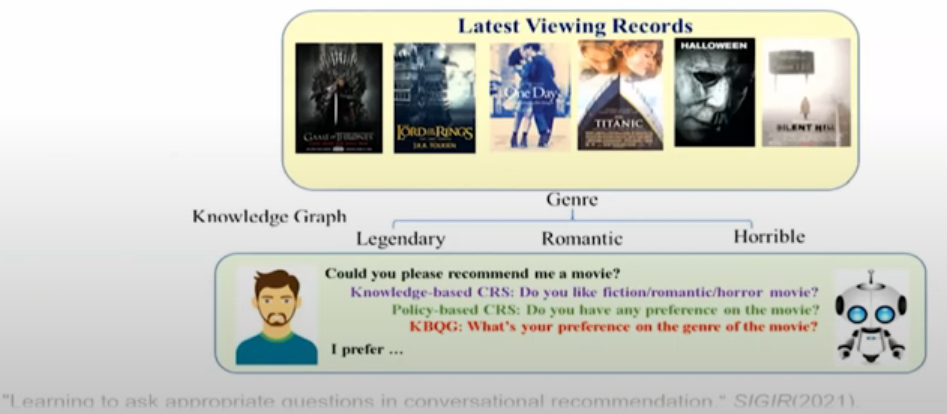 Latest Viewing Records
GAME OF THRONES
THE LORD OF THE RINGS
J.R.R. TOLKIEN
One Day
TITANIC
HALLOWEEN
SILENT HILL
Genre
Knowledge Graph
Legendary Romantic Horrible
Could you please recommend me a movie?
Knowledge-based CRS: Do you like fiction/romantic/horror movie?
Policy-based CRS: Do you have any preference on the movie?
KBQG: What's your preference on the genre of the movie?
I prefer ...
"Learning to ask appropriate questions in conversational recommendation." SIGIR(2021).